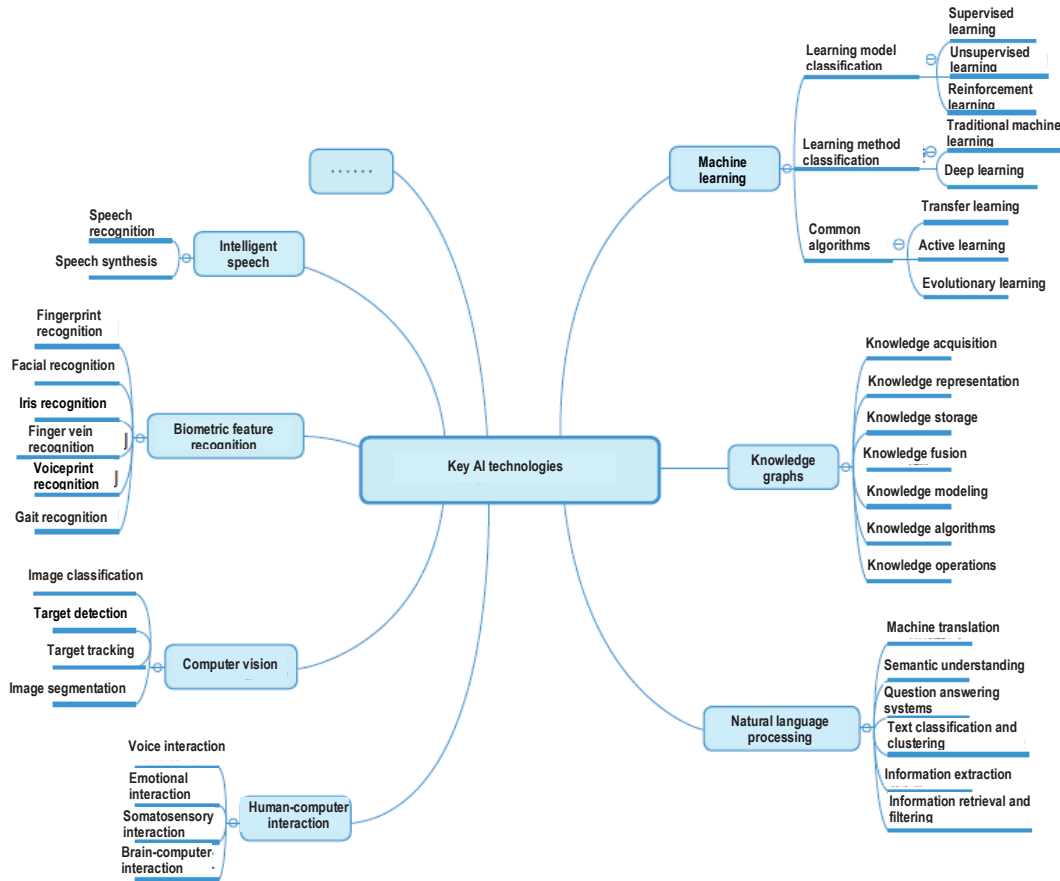 Key AI technologies
Machine
learning
Learning model
classification
Supervised
learning
Unsupervised
learning
Reinforcement
learning
Learning method
classification
Traditional machine
learning
Deep learning
Common
algorithms
Transfer learning
Active learning
Evolutionary learning
Knowledge
graphs
Knowledge acquisition
Knowledge representation
Knowledge storage
Knowledge fusion
Knowledge modeling
Knowledge algorithms
Knowledge operations
Natural language
processing
Machine translation
Semantic understanding
Question answering
systems
Text classification and
clustering
Information extraction
Information retrieval and
filtering
......
Intelligent
speech
Speech
recognition
Speech synthesis
Biometric feature
recognition
Fingerprint
recognition
Facial recognition
Iris recognition
Finger vein
recognition
Voiceprint
recognition
Gait recognition
Computer vision
Image classification
Target detection
Target tracking
Image segmentation
Human-computer
interaction
Voice interaction
Emotional
interaction
Somatosensory
interaction
Brain-computer
interaction